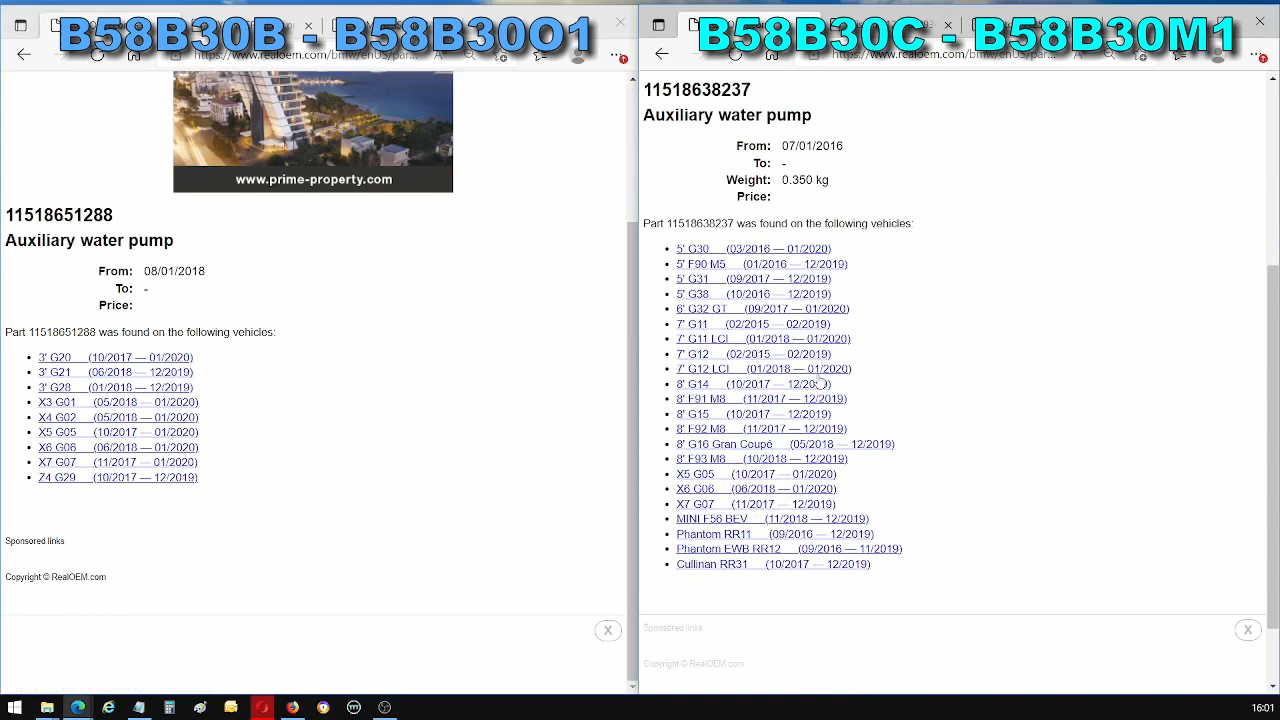 B58B30B - B58B30O1
www.prime-property.com
11518651288
Auxiliary water pump
From: 08/01/2018
To: -
Price:
Part 11518651288 was found on the following vehicles:
3' G20 (10/2017 — 01/2020)
3' G21 (06/2018 — 12/2019)
3' G28 (01/2018 — 12/2019)
X3 G01 (05/2018 — 01/2020)
X4 G02 (05/2018 — 01/2020)
X5 G05 (10/2017 — 01/2020)
X6 G06 (06/2018 — 01/2020)
X7 G07 (11/2017 — 01/2020)
Z4 G29 (10/2017 — 12/2019)
Sponsored links
Copyright © RealOEM.com
X
B58B30C - B58B30M1
11518638237
Auxiliary water pump
From: 07/01/2016
To: -
Weight: 0.350 kg
Price:
Part 11518638237 was found on the following vehicles:
5' G30 (03/2016 — 01/2020)
5' F90 M5 (01/2016 — 12/2019)
5' G31 (09/2017 — 12/2019)
5' G38 (10/2016 — 12/2019)
6' G32 GT (09/2017 — 01/2020)
7' G11 (02/2015 — 02/2019)
7' G11 LCI (01/2018 — 01/2020)
7' G12 (02/2015 — 02/2019)
7' G12 LCI (01/2018 — 01/2020)
8' G14 (10/2017 — 12/2019)
8' F91 M8 (11/2017 — 12/2019)
8' G15 (10/2017 — 12/2019)
8' F92 M8 (11/2017 — 12/2019)
8' G16 Gran Coupé (05/2018 — 12/2019)
8' F93 M8 (10/2018 — 12/2019)
X5 G05 (10/2017 — 01/2020)
X6 G06 (06/2018 — 01/2020)
X7 G07 (11/2017 — 12/2019)
MINI F56 BEV (11/2018 — 12/2019)
Phantom RR11 (09/2016 — 12/2019)
Phantom EWB RR12 (09/2016 — 11/2019)
Cullinan RR31 (10/2017 — 12/2019)
Sponsored links
Copyright © RealOEM.com
X
16:01